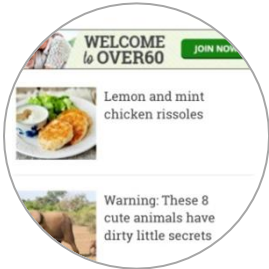 WELCOME
to OVER60
JOIN NOW
Lemon and mint
chicken rissoles
Warning: These 8
cute animals have
dirty little secrets